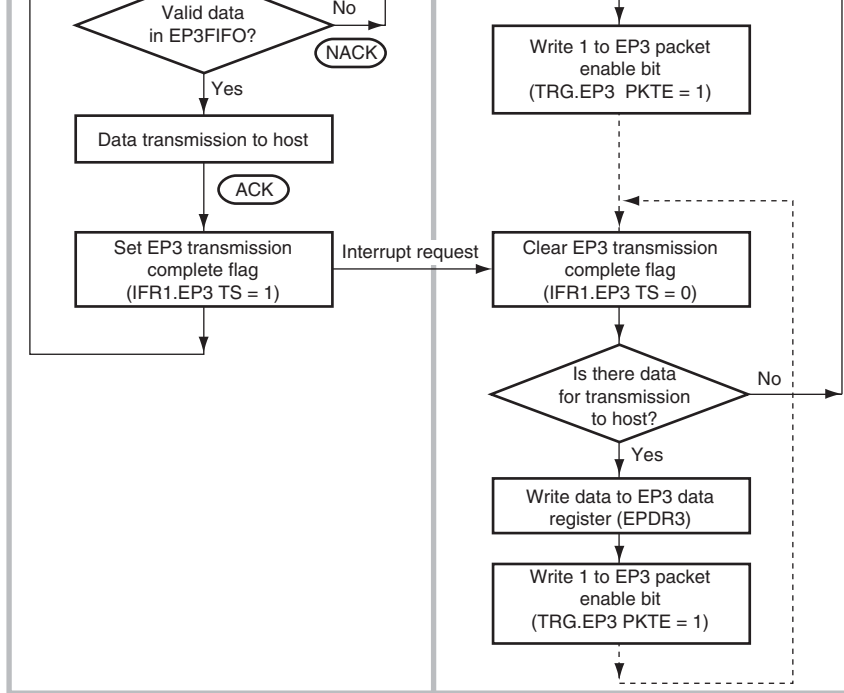 Valid data
in EP3FIFO?
No
NACK
Yes
Data transmission to host
ACK
Set EP3 transmission
complete flag
(IFR1.EP3 TS = 1)
Interrupt request
Write 1 to EP3 packet
enable bit
(TRG.EP3 PKTE = 1)
Clear EP3 transmission
complete flag
(IFR1.EP3 TS = 0)
Is there data
for transmission
to host?
No
Yes
Write data to EP3 data
register (EPDR3)
Write 1 to EP3 packet
enable bit
(TRG.EP3 PKTE = 1)